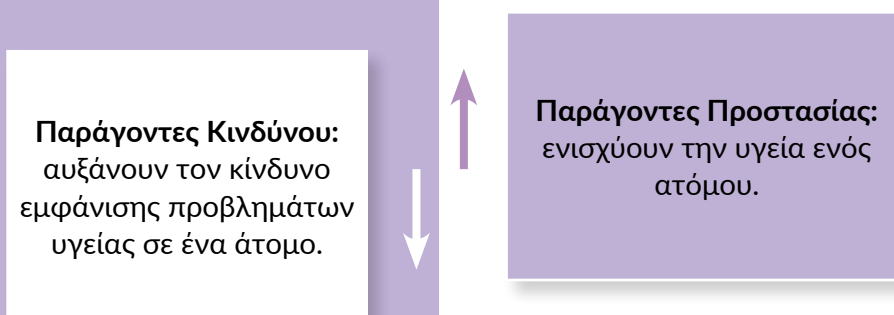 Παράγοντες Κινδύνου:
αυξάνουν τον κίνδυνο
εμφάνισης προβλημάτων
υγείας σε ένα άτομο.
Παράγοντες Προστασίας:
ενισχύουν την υγεία ενός
ατόμου.